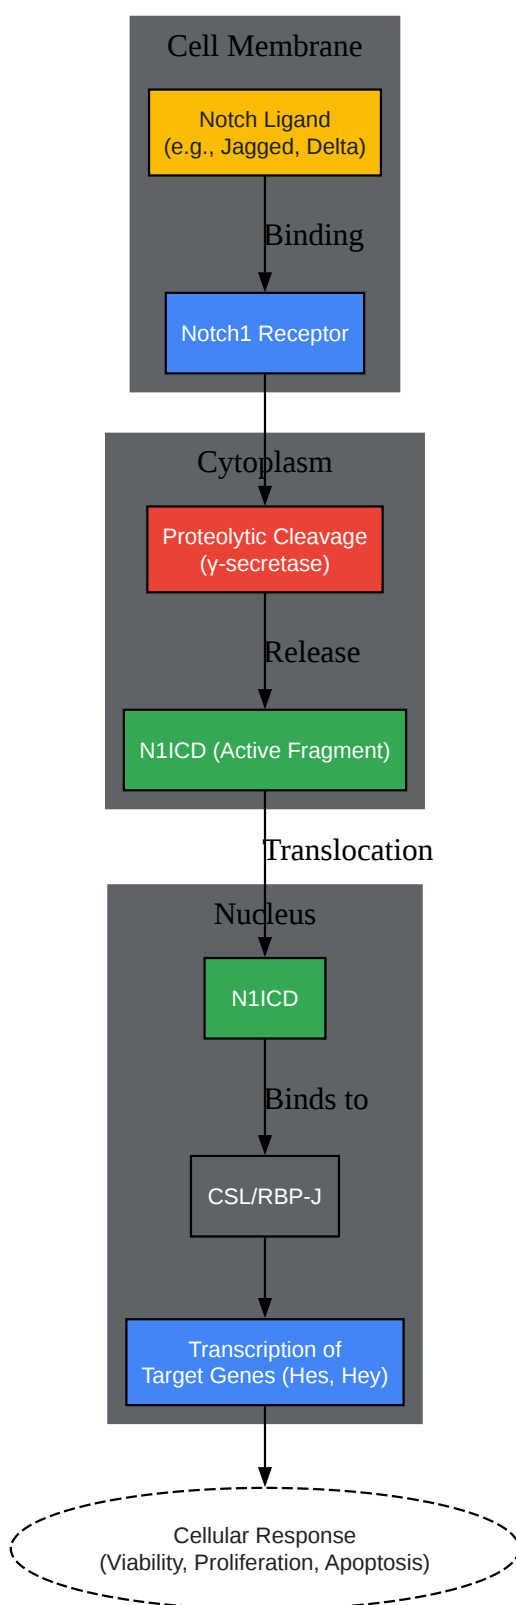 Cell Membrane
Notch Ligand
(e.g., Jagged, Delta)
Binding
Notch1 Receptor
Cytoplasm
Proteolytic Cleavage
(γ-secretase)
Release
N1ICD (Active Fragment)
Translocation
Nucleus
N1ICD
Binds to
CSL/RBP-J
Transcription of
Target Genes (Hes, Hey)
Cellular Response
(Viability, Proliferation, Apoptosis)